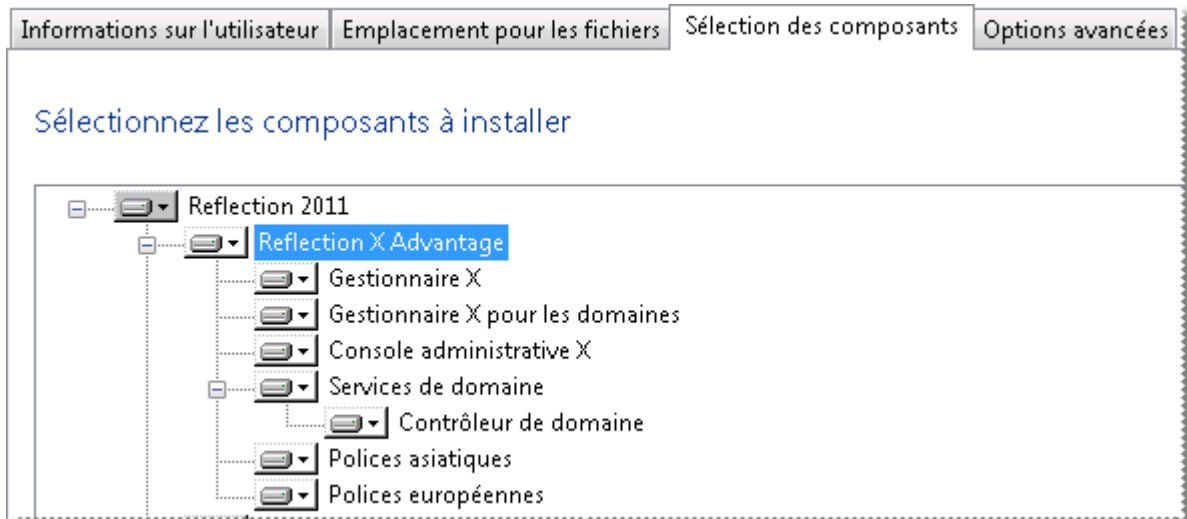 Informations sur l'utilisateur Emplacement pour les fichiers Sélection des composants Options avancées
Sélectionnez les composants à installer
Reflection 2011
Reflection X Advantage
Gestionnaire X
Gestionnaire X pour les domaines
Console administrative X
Services de domaine
Contrôleur de domaine
Polices asiatiques
Polices européennes